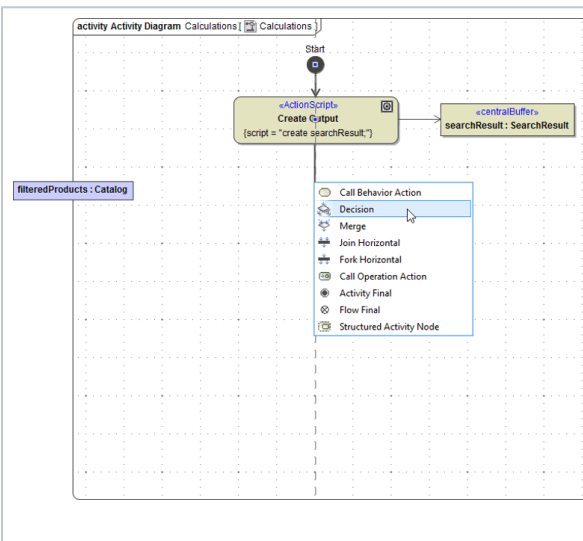 activity Activity Diagram Calculations [ Calculations ]
Start
«ActionScript»
Create Output
{script = "create searchResult;"}
«centralBuffer»
searchResult : SearchResult
filteredProducts : Catalog
Call Behavior Action
Decision
Merge
Join Horizontal
Fork Horizontal
Call Operation Action
Activity Final
Flow Final
Structured Activity Node